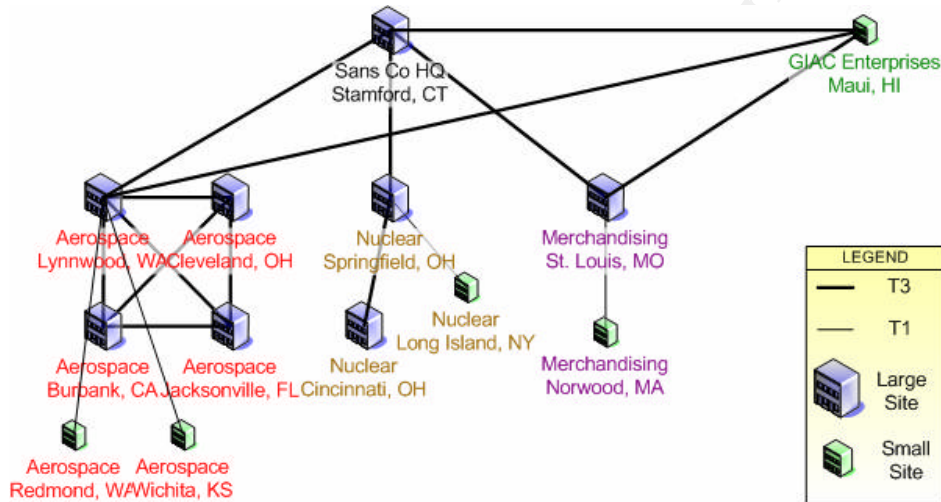 Sans Co HQ
Stamford, CT
GIAC Enterprises
Maui, HI
Aerospace
Lynnwood, WA
Aerospace
Cleveland, OH
Nuclear
Springfield, OH
Merchandising
St. Louis, MO
Aerospace
Burbank, CA
Aerospace
Jacksonville, FL
Nuclear
Cincinnati, OH
Nuclear
Long Island, NY
Merchandising
Norwood, MA
Aerospace
Redmond, WA
Aerospace
Wichita, KS
LEGEND
T3
T1
Large
Site
Small
Site